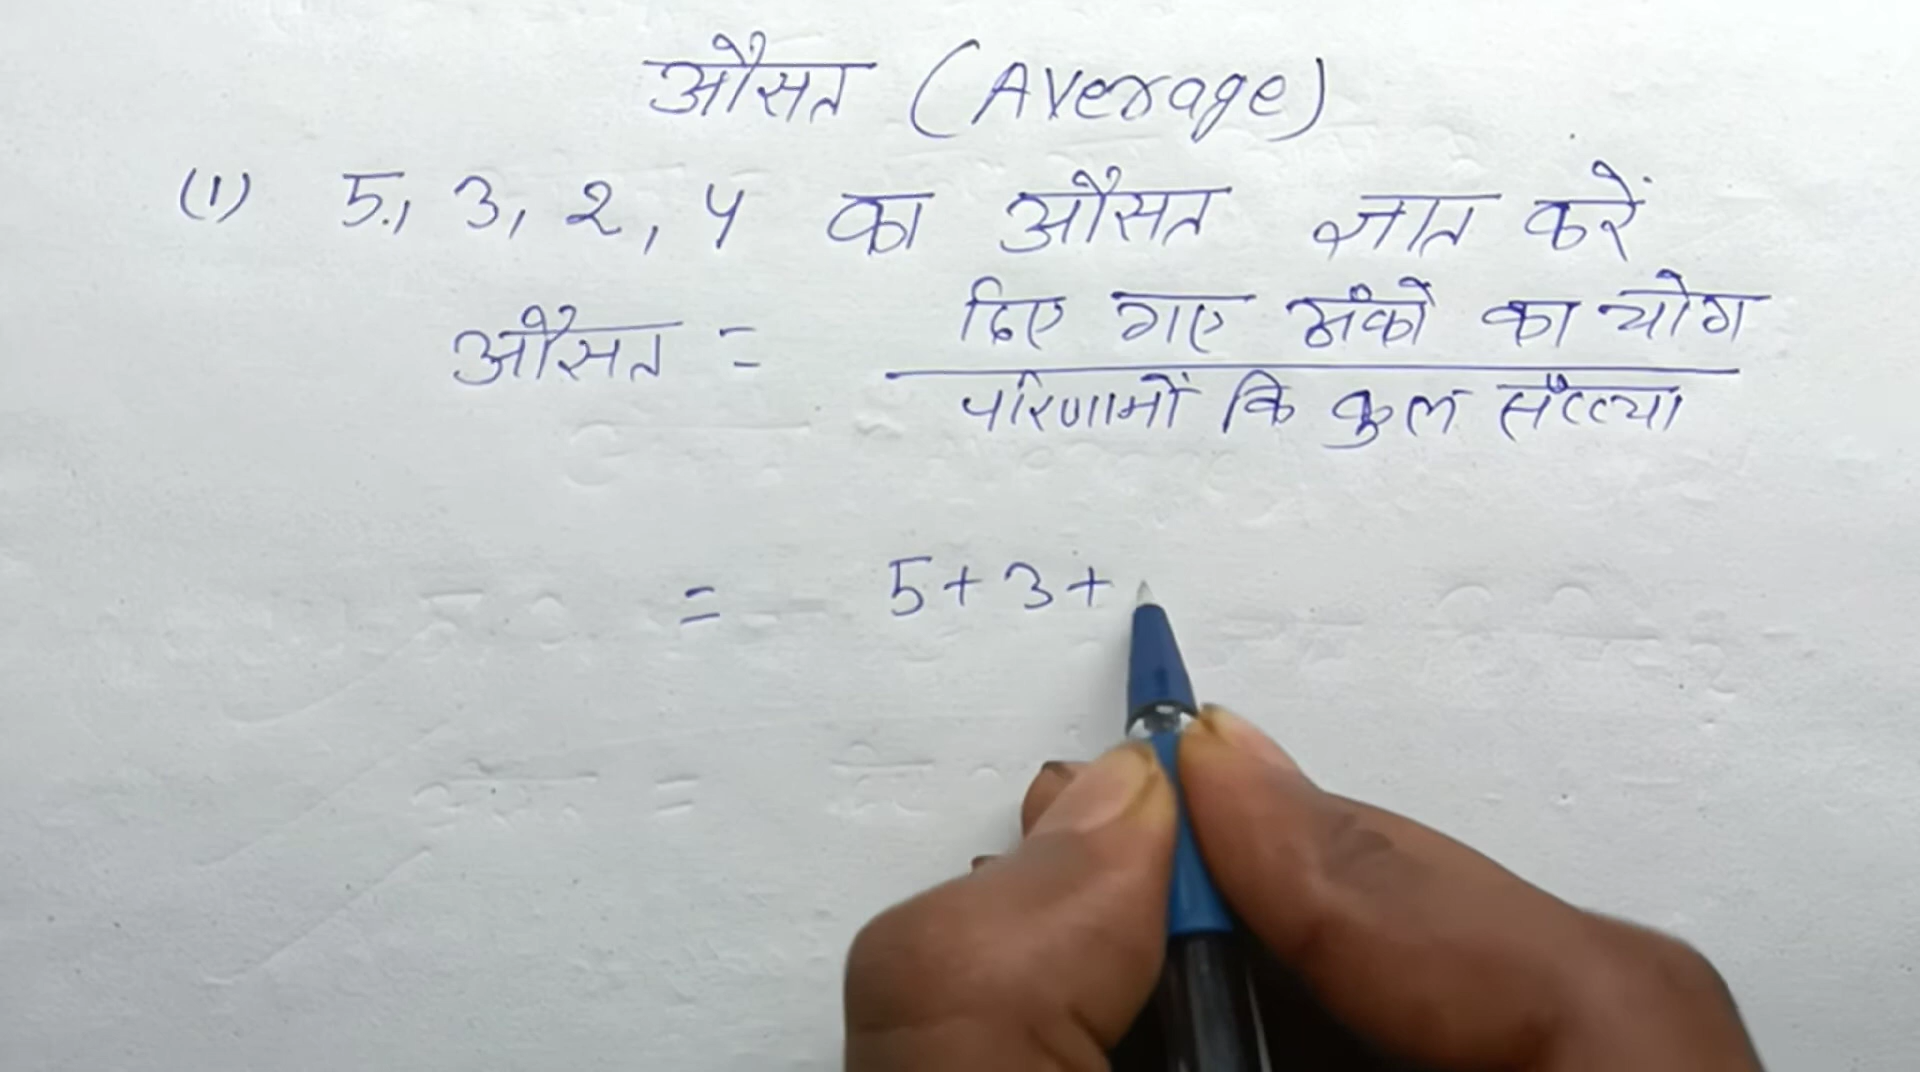 औसत (Average)
(1) 5, 3, 2, 4 का औसत ज्ञात करें
औसत = दिए गए अंकों का योग
परिणामों कि कुल संख्या
= 5+3+